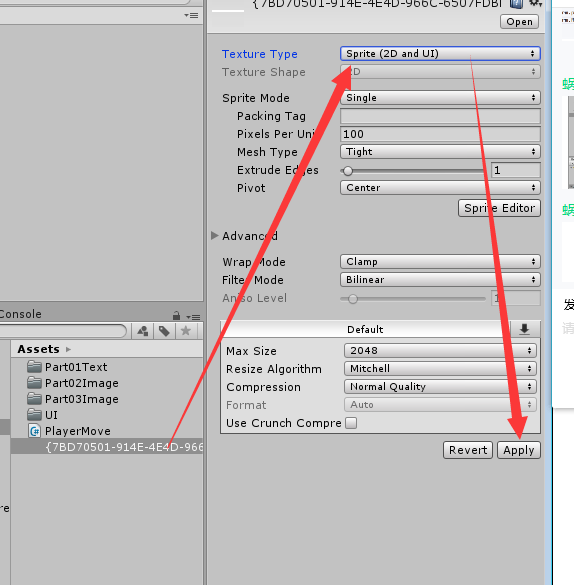 {7BD70501-914E-4E4D-966C-6507FDBI
Open
Texture Type
Sprite (2D and UI)
Texture Shape
2D
Sprite Mode
Single
Packing Tag
Pixels Per Uni
100
Mesh Type
Tight
Extrude Edges
1
Pivot
Center
Sprite Editor
Advanced
Wrap Mode
Clamp
Filter Mode
Bilinear
Aniso Level
1
Default
Max Size
2048
Resize Algorithm
Mitchell
Compression
Normal Quality
Format
Auto
Use Crunch Compre
Revert
Apply
Console
Assets
Part01Text
Part02Image
Part03Image
UI
PlayerMove
{7BD70501-914E-4E4D-966
re
发
请